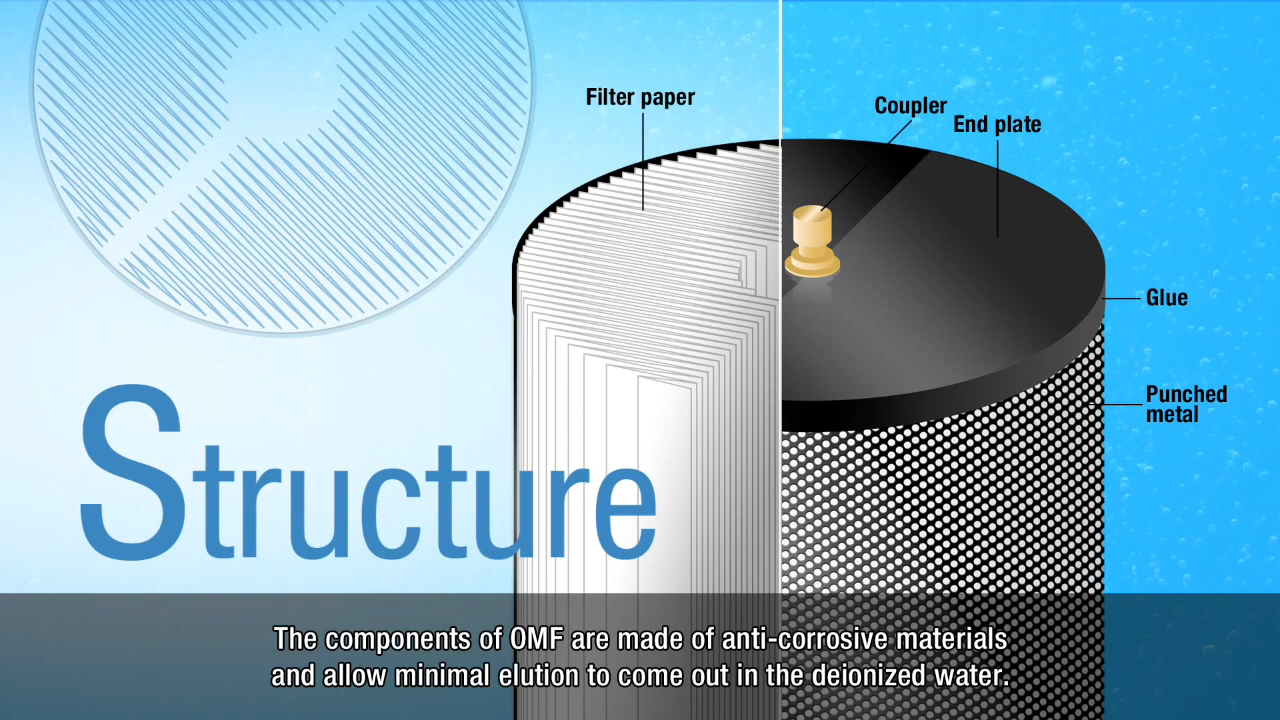 Filter paper
Coupler
End plate
Glue
Punched
metal
Structure
The components of OMF are made of anti-corrosive materials
and allow minimal elution to come out in the deionized water.